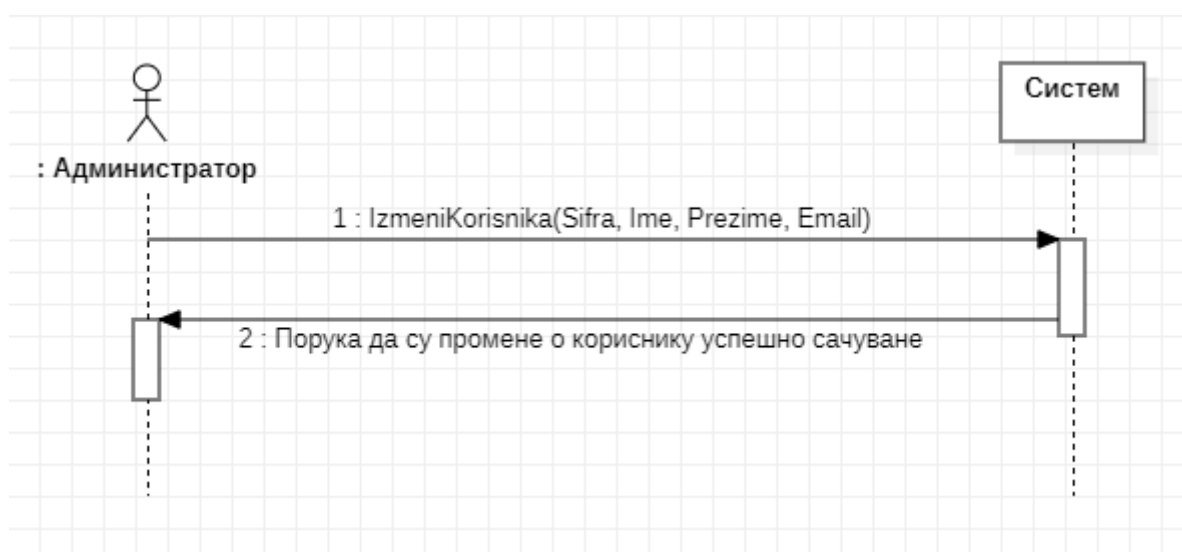 Систем
: Администратор
1 : IzmeniKorisnika(Sifra, Ime, Prezime, Email)
2 : Порука да су промене о кориснику успешно сачуване